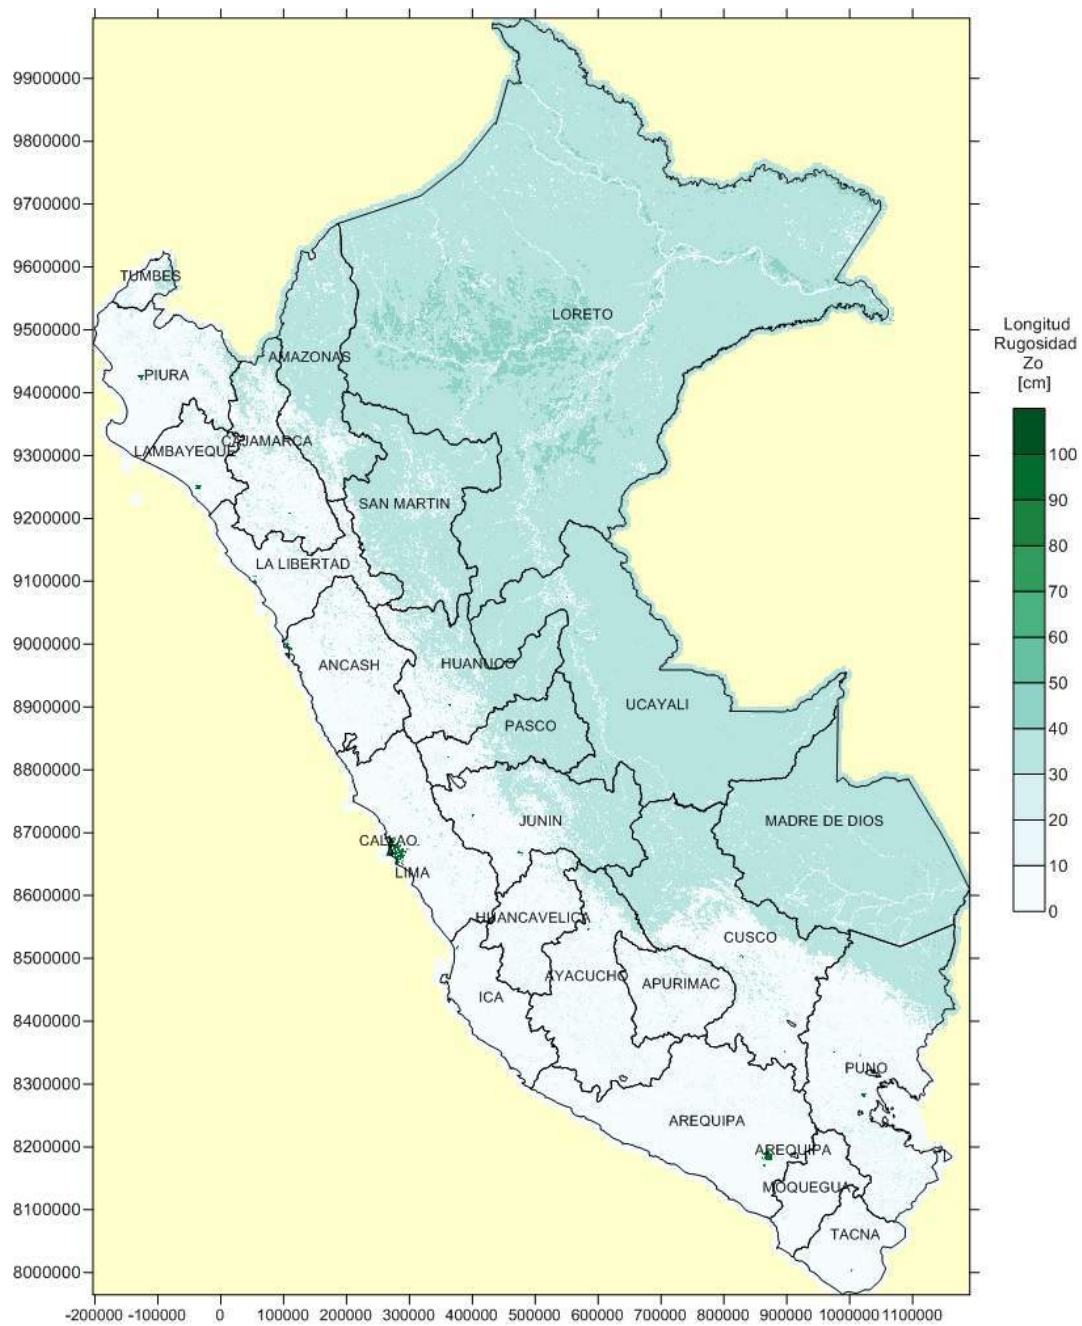 9900000
9800000
9700000
9600000
9500000
9400000
9300000
9200000
9100000
9000000
8900000
8800000
8700000
8600000
8500000
8400000
8300000
8200000
8100000
8000000
TUMBES
LORETO
AMAZONAS
PIURA
CAJAMARCA
LAMBAYEQUE
SAN MARTIN
LA LIBERTAD
ANCASH
HUANUCO
UCAYALI
PASCO
JUNIN
MADRE DE DIOS
CALLAO
LIMA
HUANCAVELICA
CUSCO
AYACUCHO
APURIMAC
ICA
PUNO
AREQUIPA
AREQUIPA
MOQUEGUA
TACNA
Longitud
Rugosidad
Zo
[cm]
100
90
80
70
60
50
40
30
20
10
0
-200000 -100000 0 100000 200000 300000 400000 500000 600000 700000 800000 900000 1000000 1100000